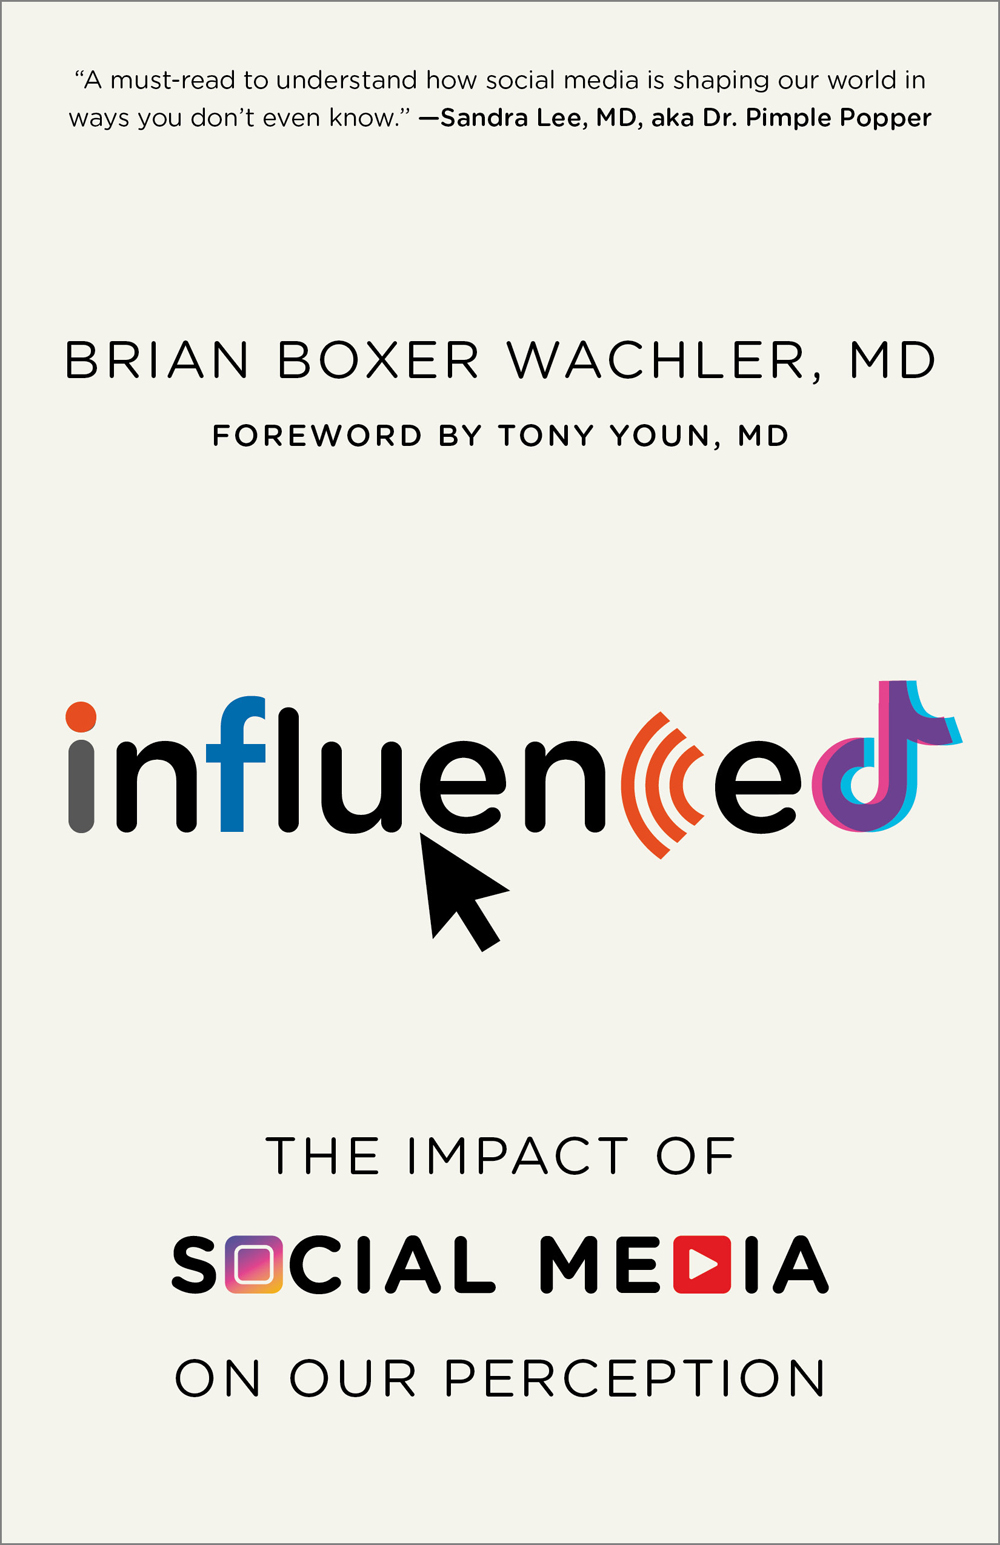 “A must-read to understand how social media is shaping our world in
ways you don’t even know.” —Sandra Lee, MD, aka Dr. Pimple Popper
BRIAN BOXER WACHLER, MD
FOREWORD BY TONY YOUN, MD
influenced
THE IMPACT OF
SOCIAL MEDIA
ON OUR PERCEPTION